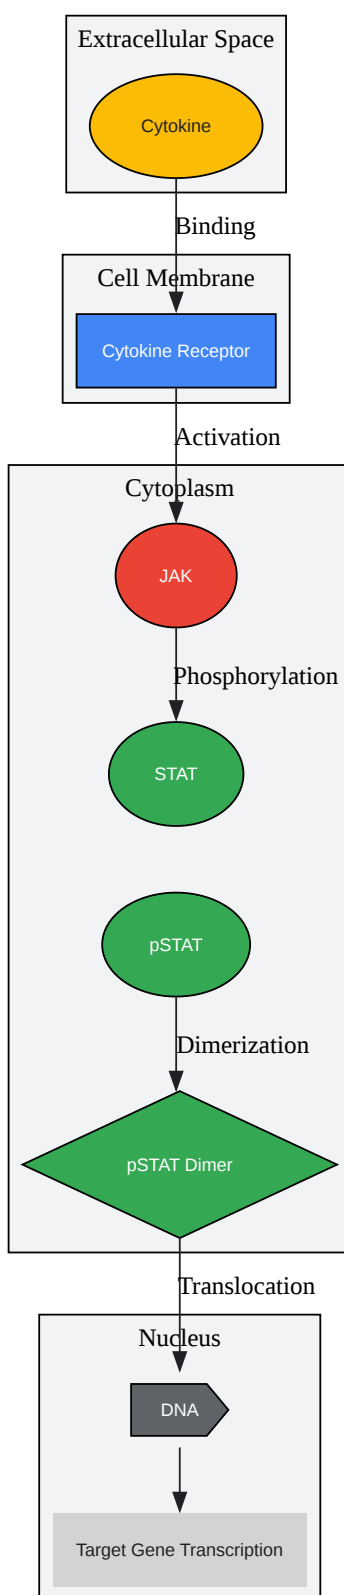 Extracellular Space
Cytokine
Binding
Cell Membrane
Cytokine Receptor
Activation
Cytoplasm
JAK
Phosphorylation
STAT
pSTAT
Dimerization
pSTAT Dimer
Translocation
Nucleus
DNA
Target Gene Transcription